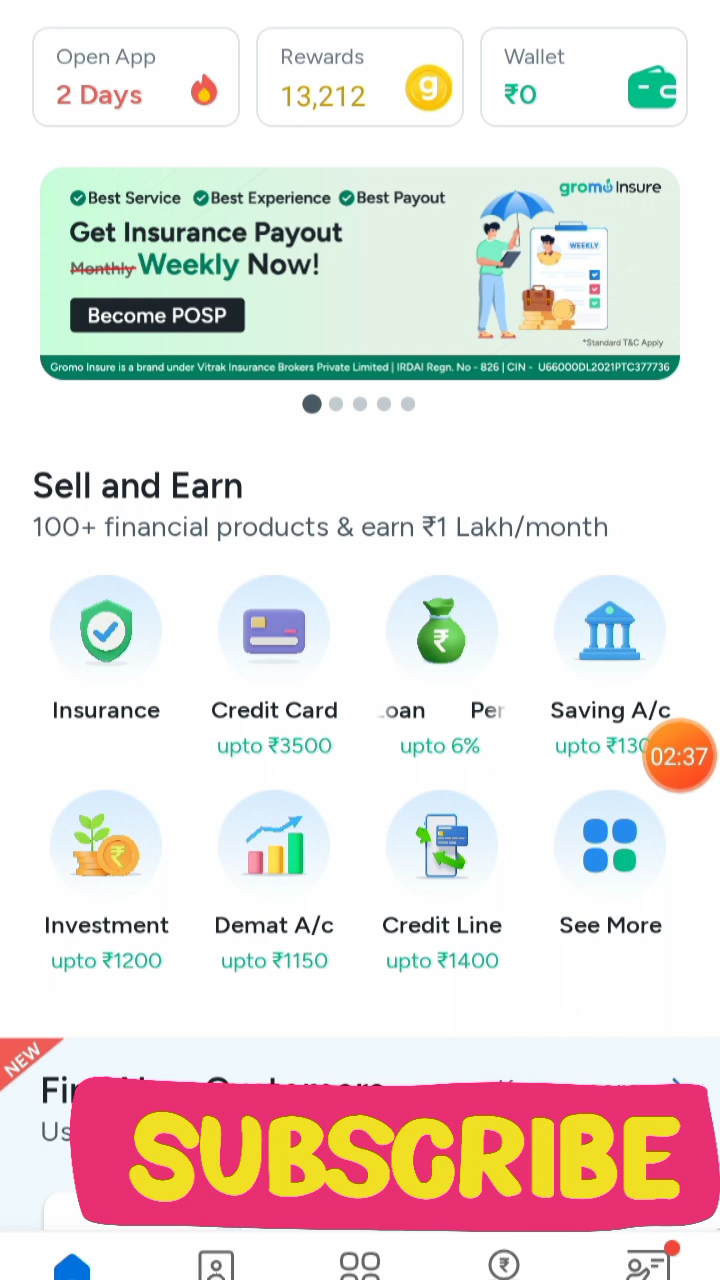 Open App
2 Days
Rewards
13,212
g
Wallet
₹0
gromo Insure
Best Service Best Experience Best Payout
Get Insurance Payout
Monthly Weekly Now!
WEEKLY
Become POSP
*Standard T&C Apply
Gromo Insure is a brand under Vitrak Insurance Brokers Private Limited | IRDAI Regn. No - 826 | CIN - U66000DL2021PTC377736
Sell and Earn
100+ financial products & earn ₹1 Lakh/month
Insurance
Credit Card
upto ₹3500
oan Per
upto 6%
Saving A/c
upto ₹130
02:37
Investment
upto ₹1200
Demat A/c
upto ₹1150
Credit Line
upto ₹1400
See More
NEW
SUBSCRIBE